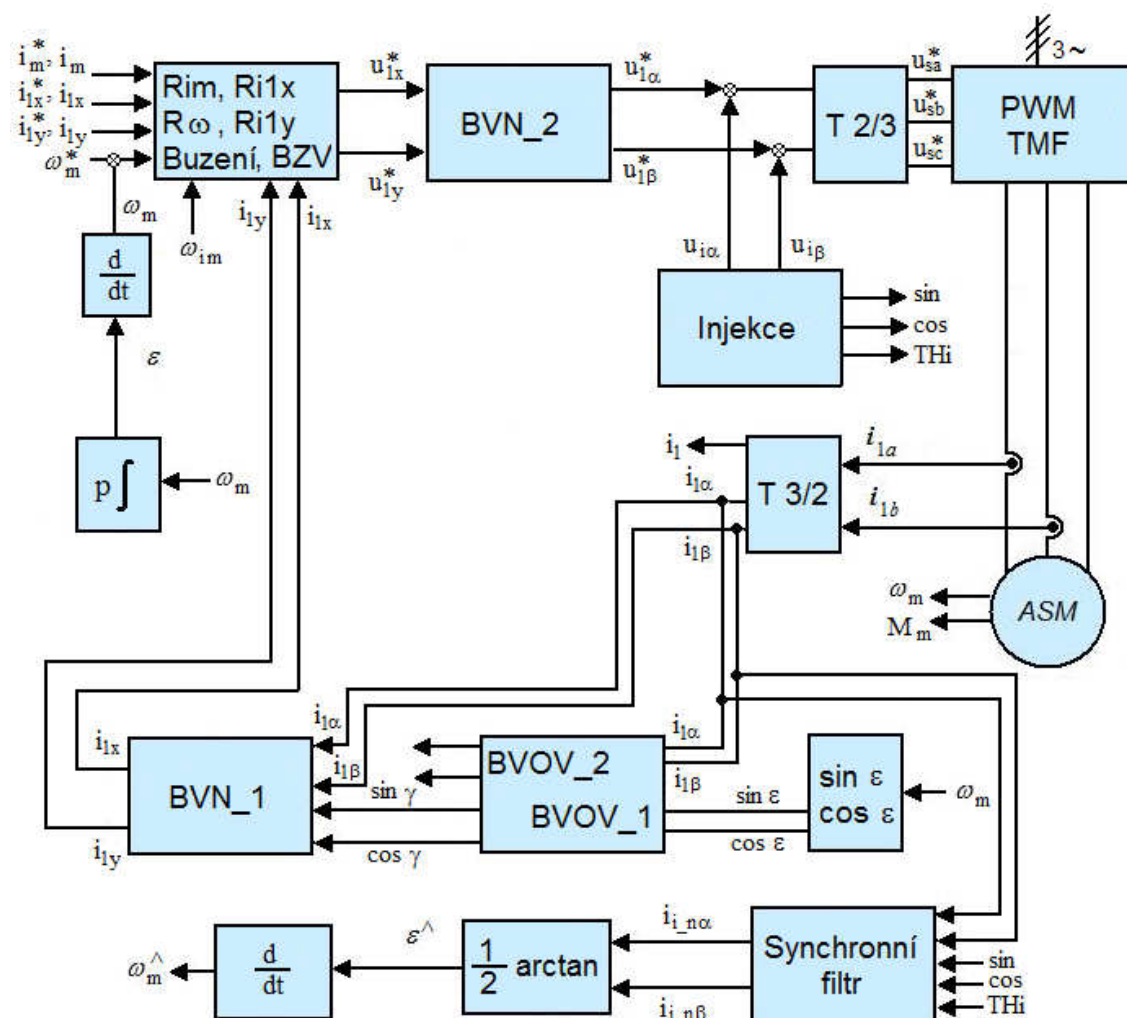 i*m, im
i*1x, i1x
i*1y, i1y
ω*m
Rim, Ri1x
Rω, Ri1y
Buzení, BZV
u*1x
u*1y
BVN_2
u*1α
u*1β
T 2/3
u*sa
u*sb
u*sc
3~
PWM
TMF
ωm
ωim
i1y
i1x
d
dt
ε
p∫
ωm
uiα
uiβ
Injekce
sin
cos
THi
i1
i1α
i1β
T 3/2
i1a
i1b
ωm
Mm
ASM
i1x
i1y
BVN_1
i1α
i1β
sin γ
cos γ
BVOV_2
BVOV_1
i1α
i1β
sin ε
cos ε
sin ε
cos ε
ωm
ω^m
d
dt
ε^
1
2
arctan
ii_nα
ii_nβ
Synchronní
filtr
sin
cos
THi